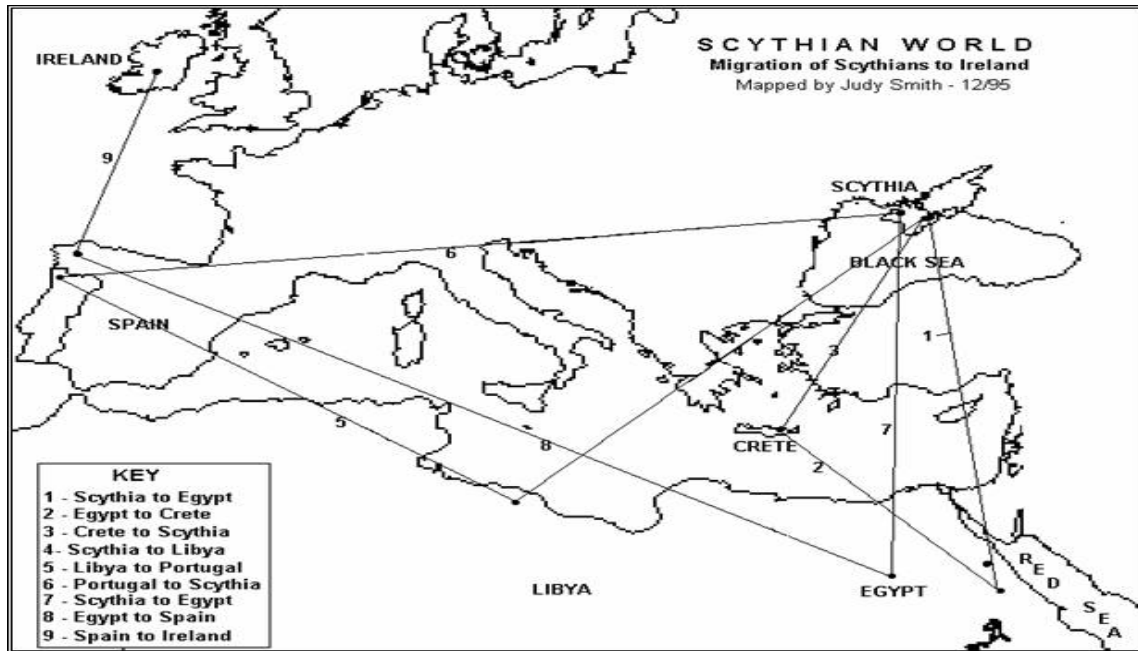 SCYTHIAN WORLD
Migration of Scythians to Ireland
Mapped by Judy Smith - 12/95
IRELAND
9
SCYTHIA
6
BLACK SEA
SPAIN
1
4
3
5
8
CRETE
7
2
LIBYA
EGYPT
RED SEA
KEY
1 - Scythia to Egypt
2 - Egypt to Crete
3 - Crete to Scythia
4- Scythia to Libya
5 - Libya to Portugal
6 - Portugal to Scythia
7 - Scythia to Egypt
8 - Egypt to Spain
9 - Spain to Ireland